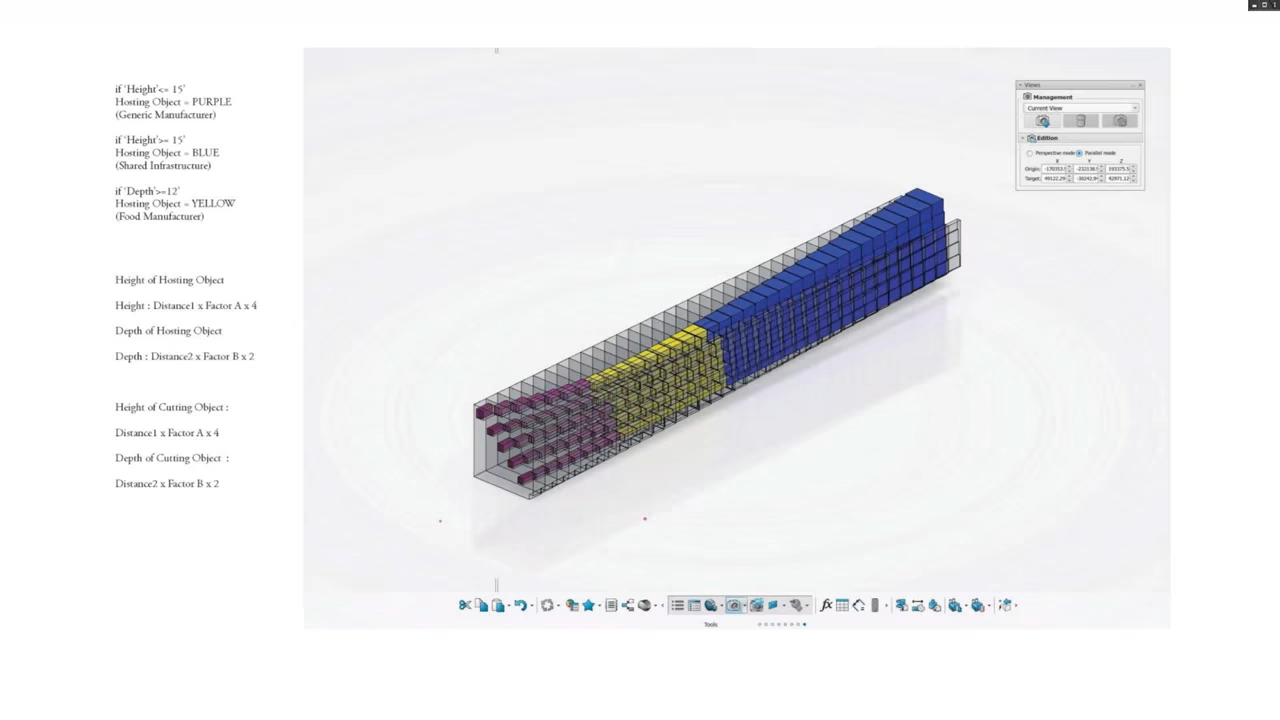 if 'Height'<= 15'
Hosting Object = PURPLE
(Generic Manufacturer)
if 'Height'>= 15'
Hosting Object = BLUE
(Shared Infrastructure)
if 'Depth'>=12'
Hosting Object = YELLOW
(Food Manufacturer)
Height of Hosting Object
Height : Distance1 x Factor A x 4
Depth of Hosting Object
Depth : Distance2 x Factor B x 2
Height of Cutting Object :
Distance1 x Factor A x 4
Depth of Cutting Object :
Distance2 x Factor B x 2
Views
Management
Current View
Edition
Perspective mode Parallel mode
X Y Z
Origin:
Target:
fx
Tools